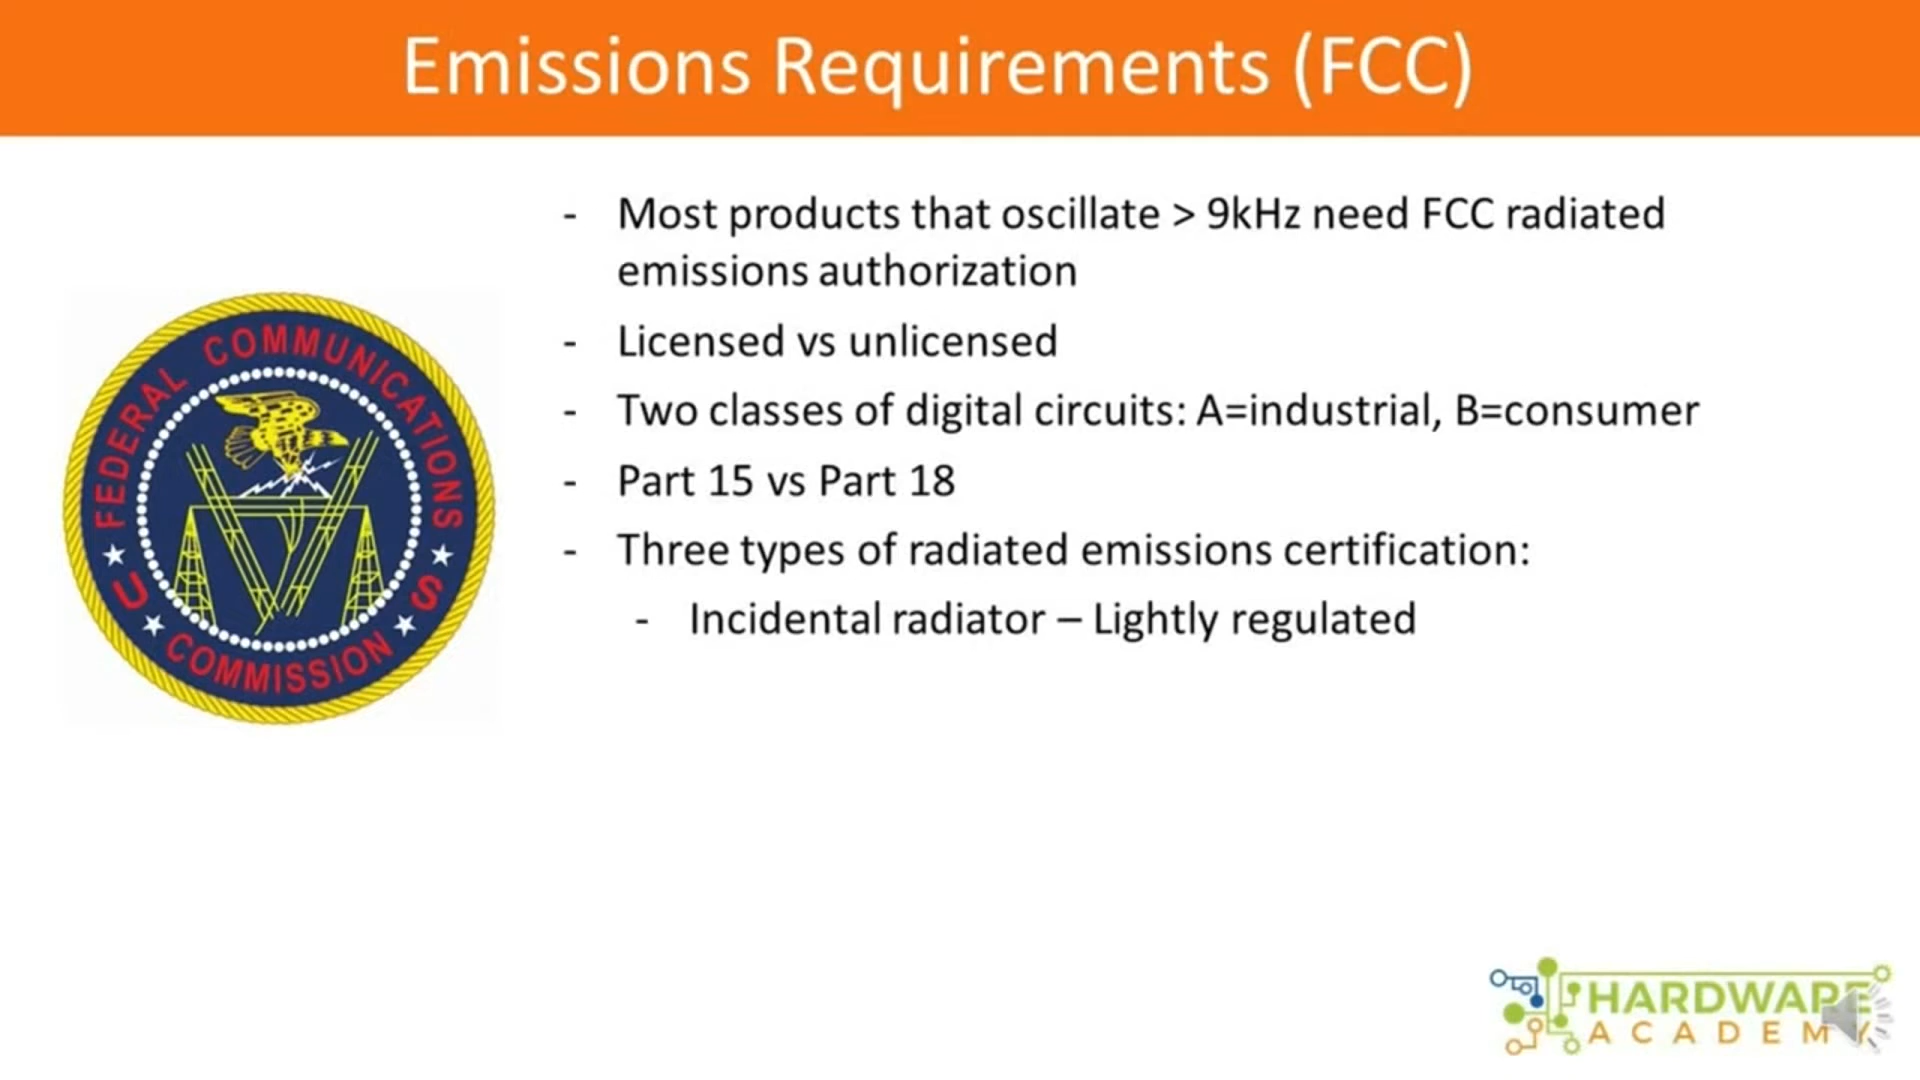 Emissions Requirements (FCC)
- Most products that oscillate > 9kHz need FCC radiated
emissions authorization
- Licensed vs unlicensed
- Two classes of digital circuits: A=industrial, B=consumer
- Part 15 vs Part 18
- Three types of radiated emissions certification:
- Incidental radiator – Lightly regulated
FEDERAL COMMUNICATIONS
U S
COMMISSION
HARDWARE
ACADEMY